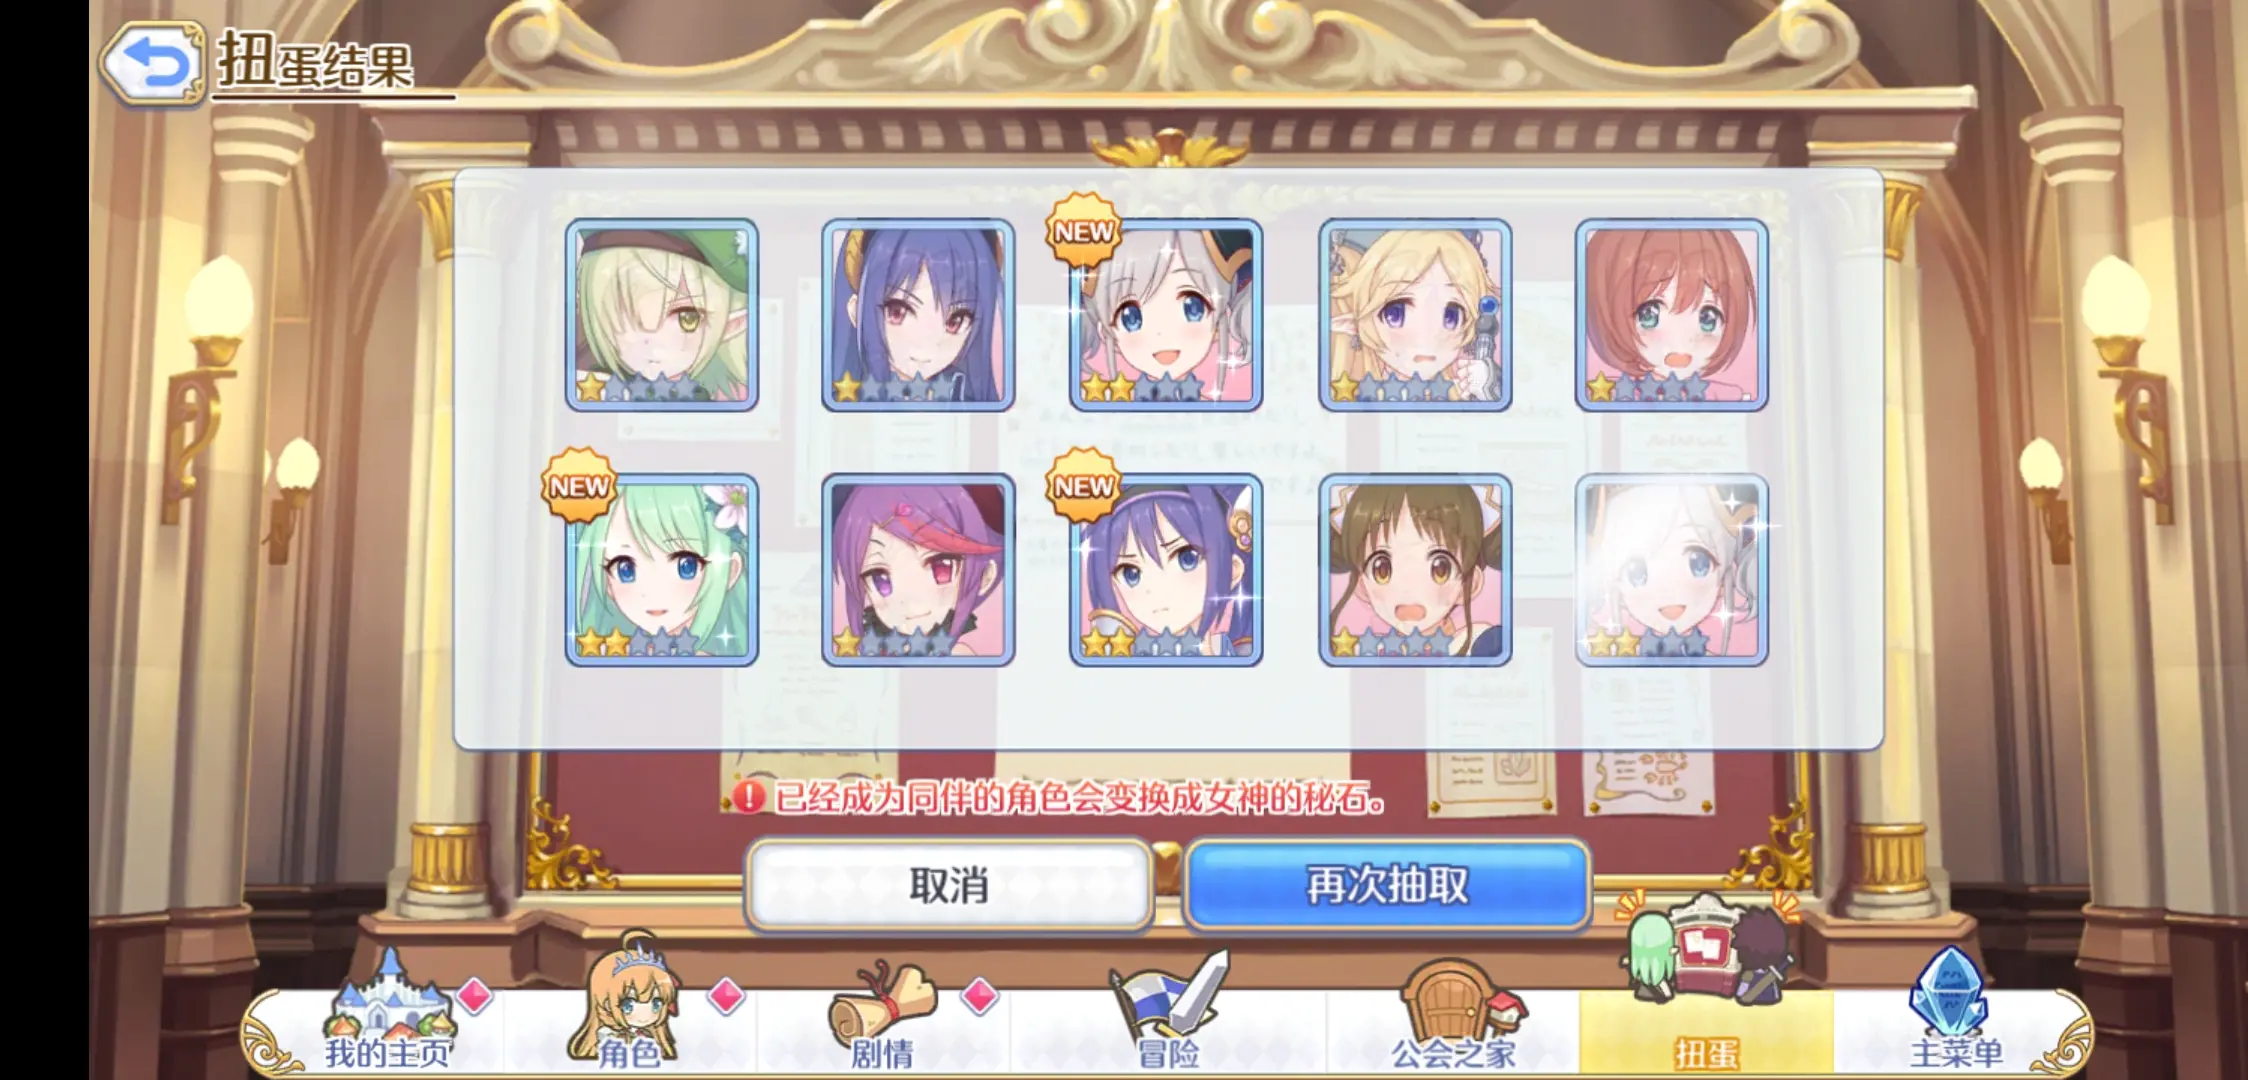 扭蛋结果
NEW
NEW
NEW
已经成为同伴的角色会变换成女神的秘石。
取消
再次抽取
我的主页
角色
剧情
冒险
公会之家
扭蛋
主菜单